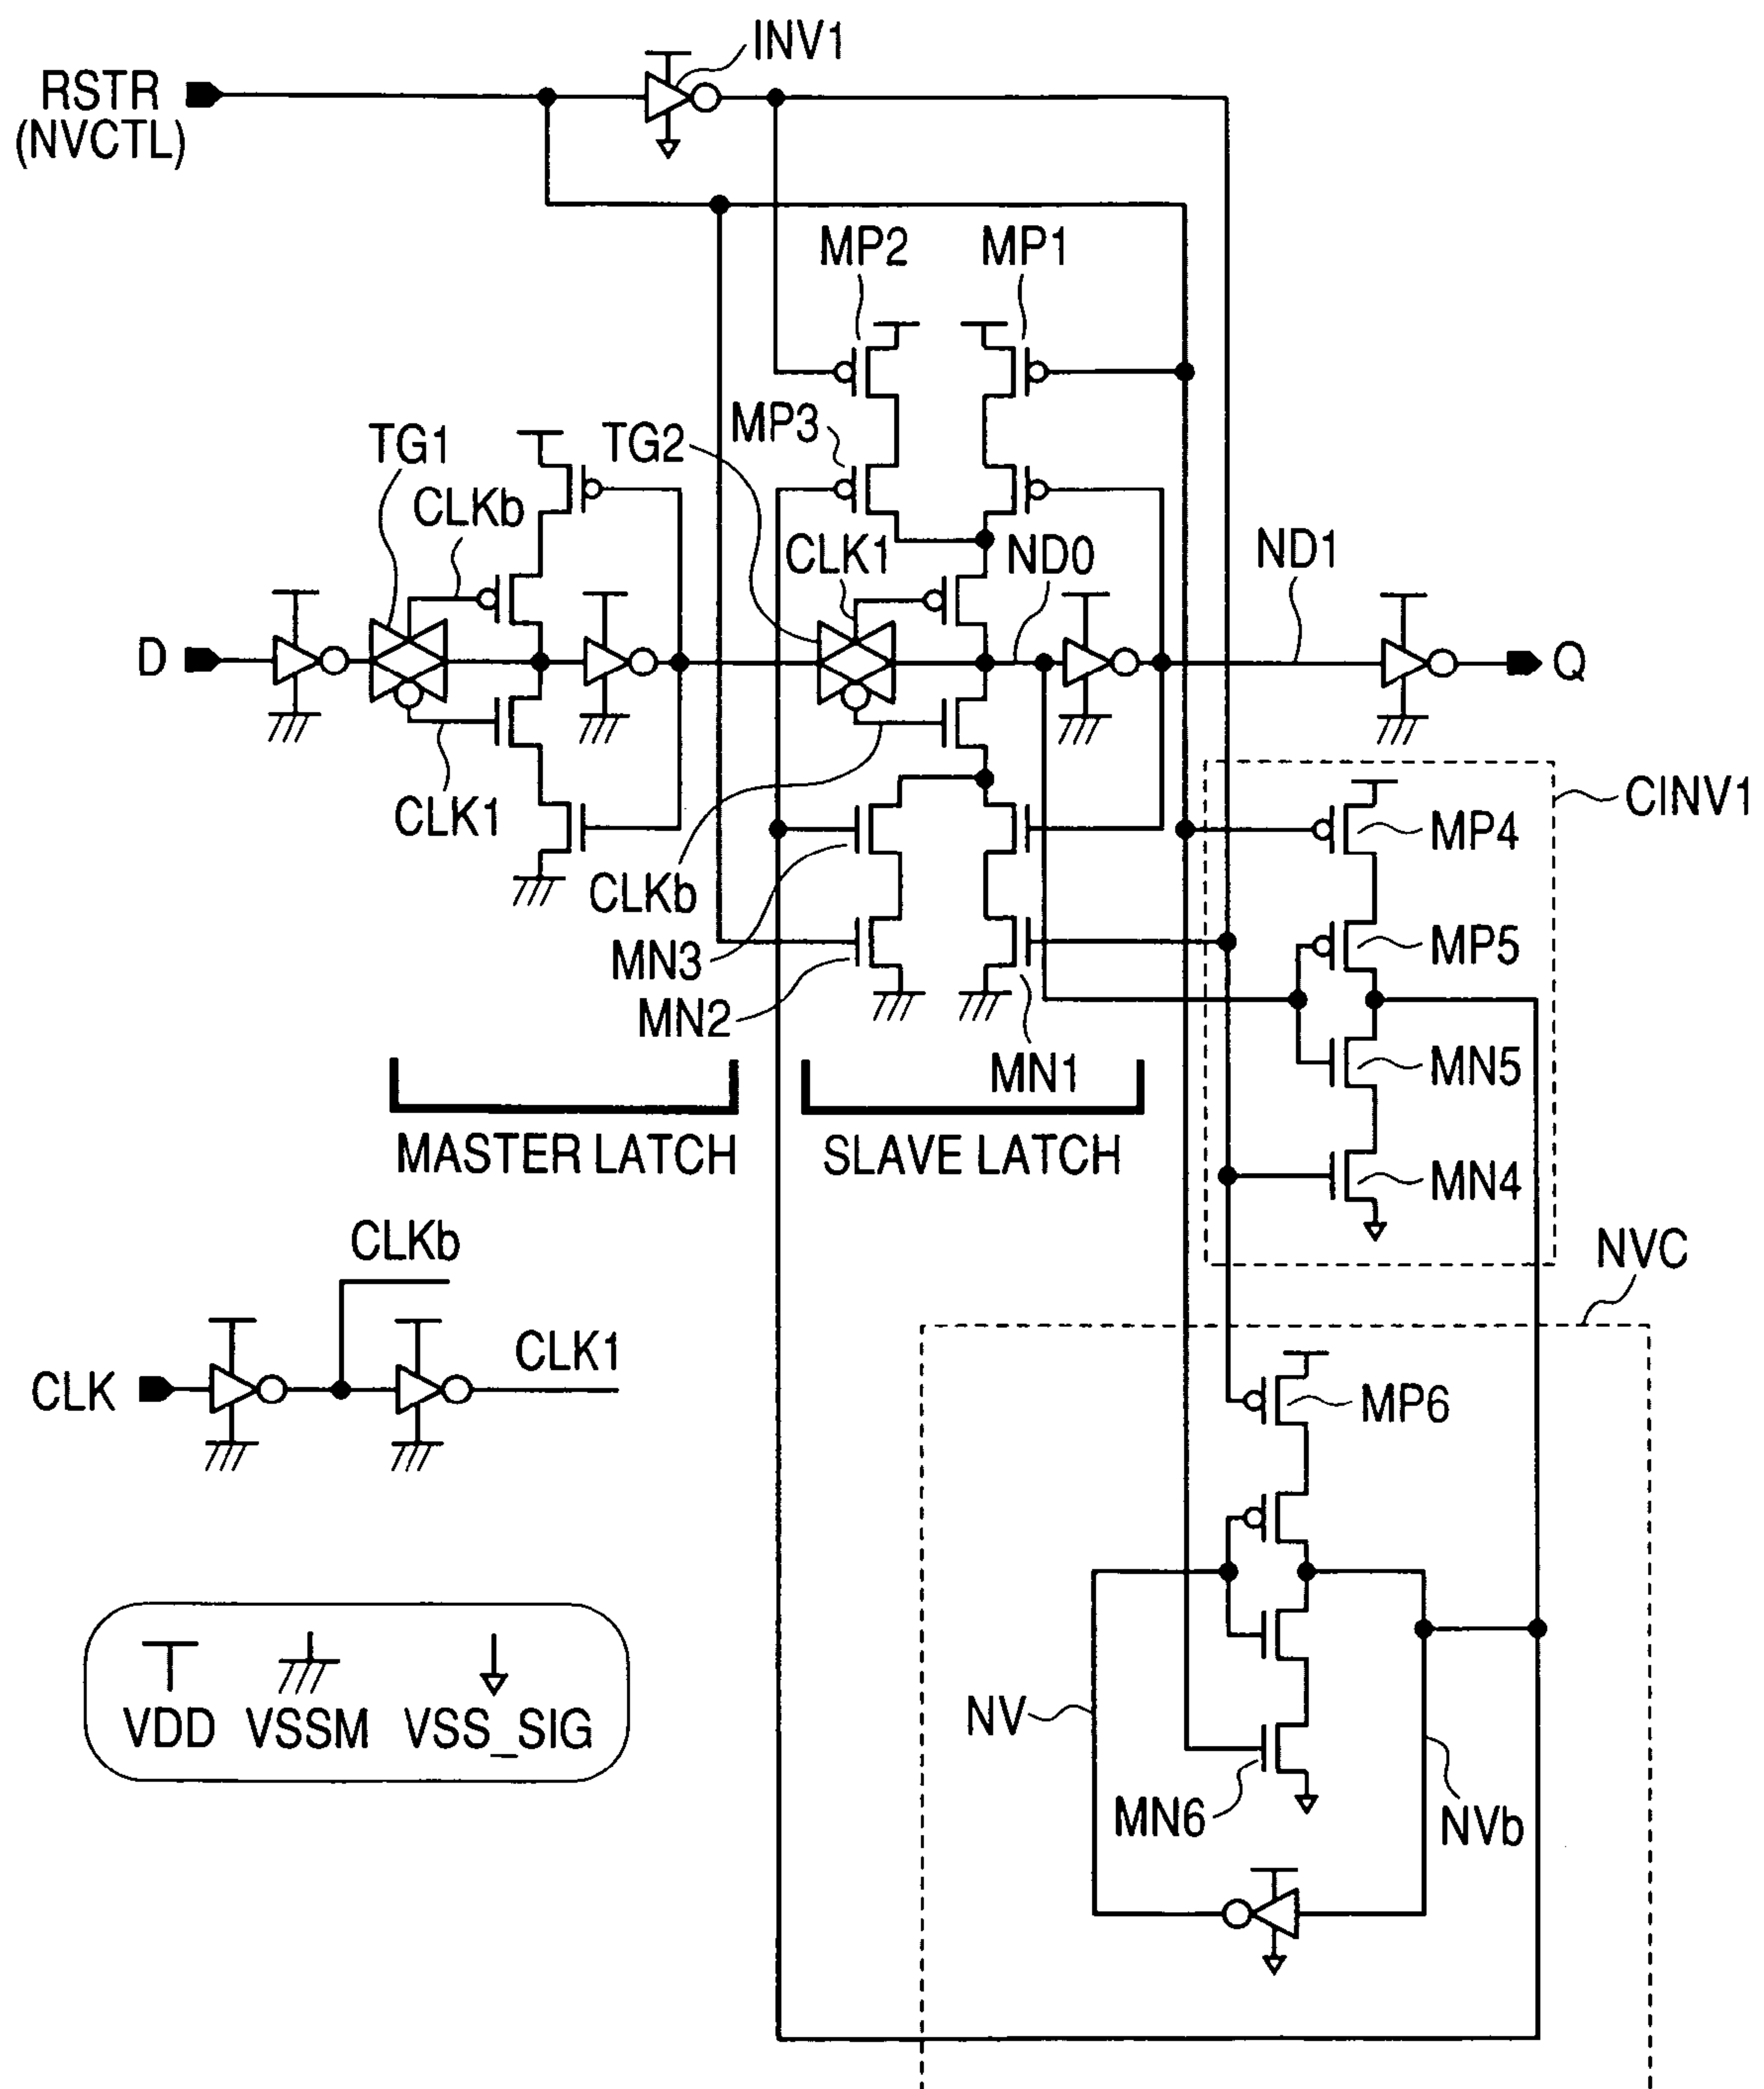 INV1
RSTR
(NVCTL)
MP2
MP1
MP3
TG1
TG2
CLKb
CLK1
ND0
ND1
D
Q
CLK1
CLKb
CINV1
MP4
MP5
MN3
MN2
MN1
MN5
MN4
MASTER LATCH
SLAVE LATCH
CLKb
NVC
CLK
CLK1
MP6
NV
VDD
VSSM
VSS_SIG
MN6
NVb